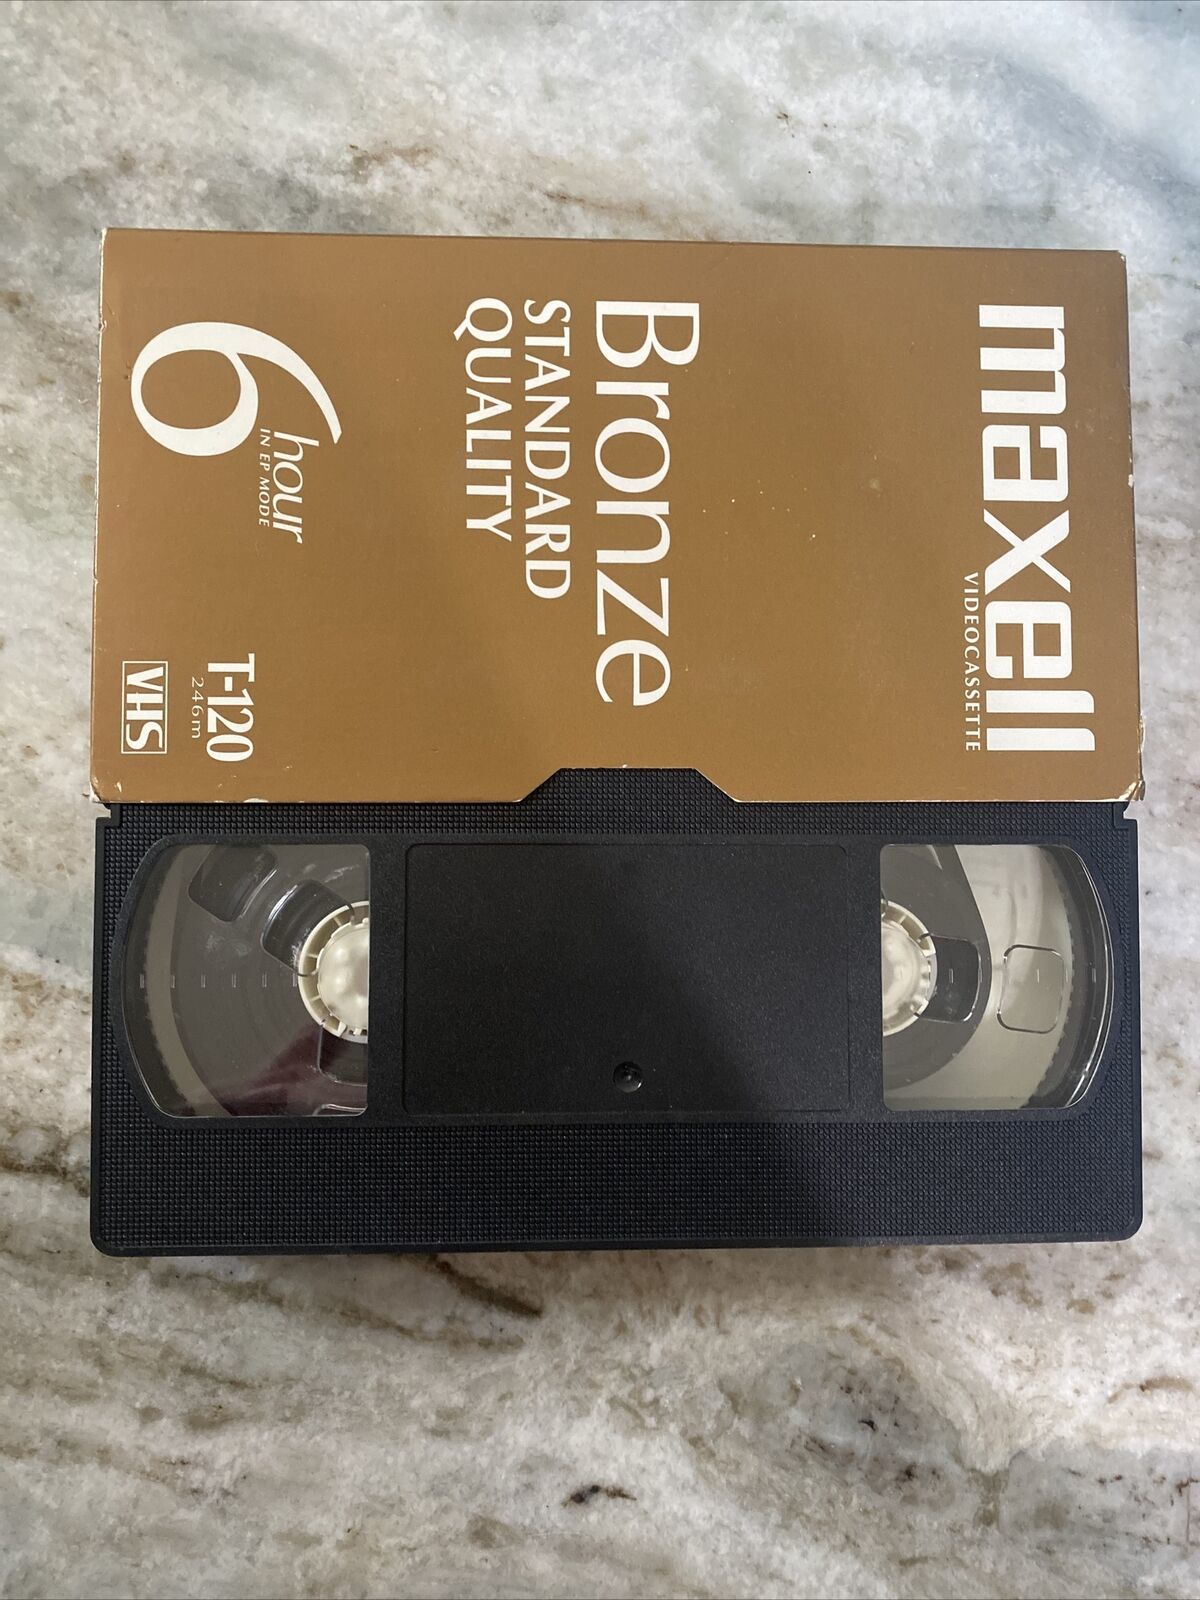 maxell
VIDEOCASSETTE
Bronze
STANDARD
QUALITY
6 hour
IN EP MODE
T-120
246m
VHS